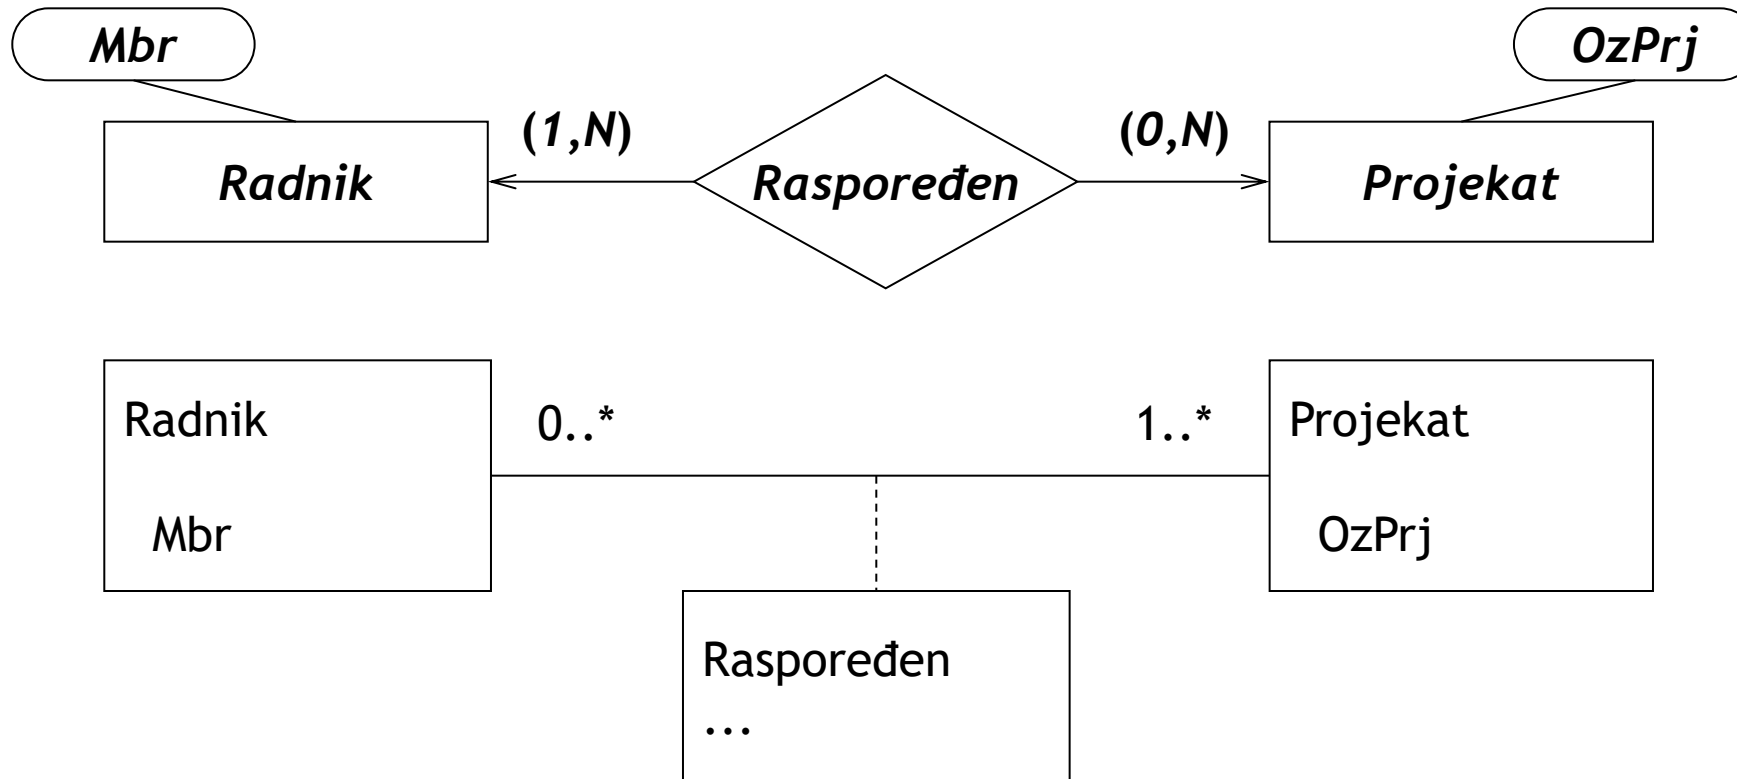 Mbr
OzPrj
(1,N)
(0,N)
Radnik
Raspoređen
Projekat
Radnik
0..*
1..*
Projekat
Mbr
OzPrj
Raspoređen
...